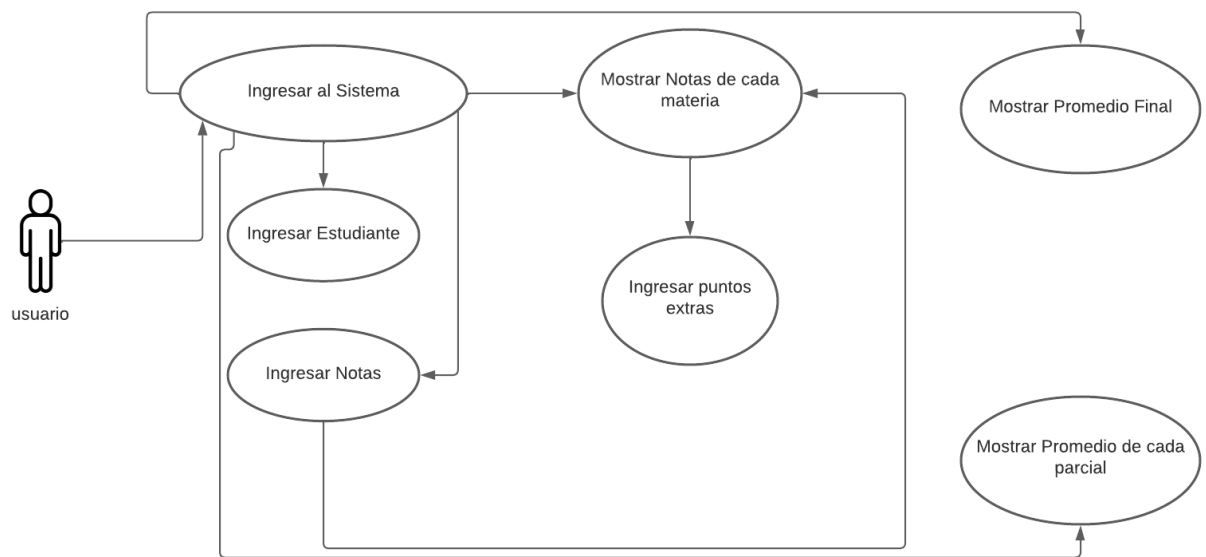 Ingresar al Sistema
Mostrar Notas de cada
materia
Mostrar Promedio Final
Ingresar Estudiante
usuario
Ingresar puntos
extras
Ingresar Notas
Mostrar Promedio de cada
parcial